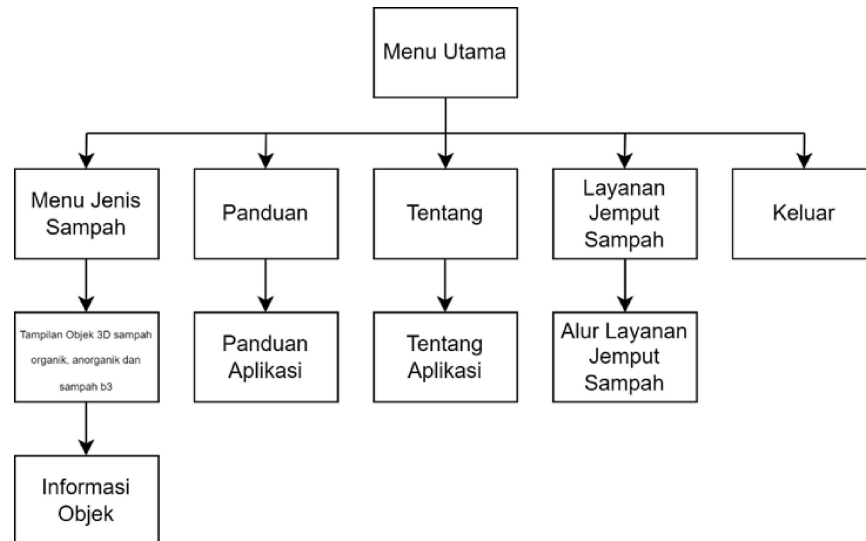 Menu Utama
Menu Jenis
Sampah
Panduan
Tentang
Layanan
Jemput
Sampah
Keluar
Tampilan Objek 3D sampah
organik, anorganik dan
sampah b3
Panduan
Aplikasi
Tentang
Aplikasi
Alur Layanan
Jemput
Sampah
Informasi
Objek